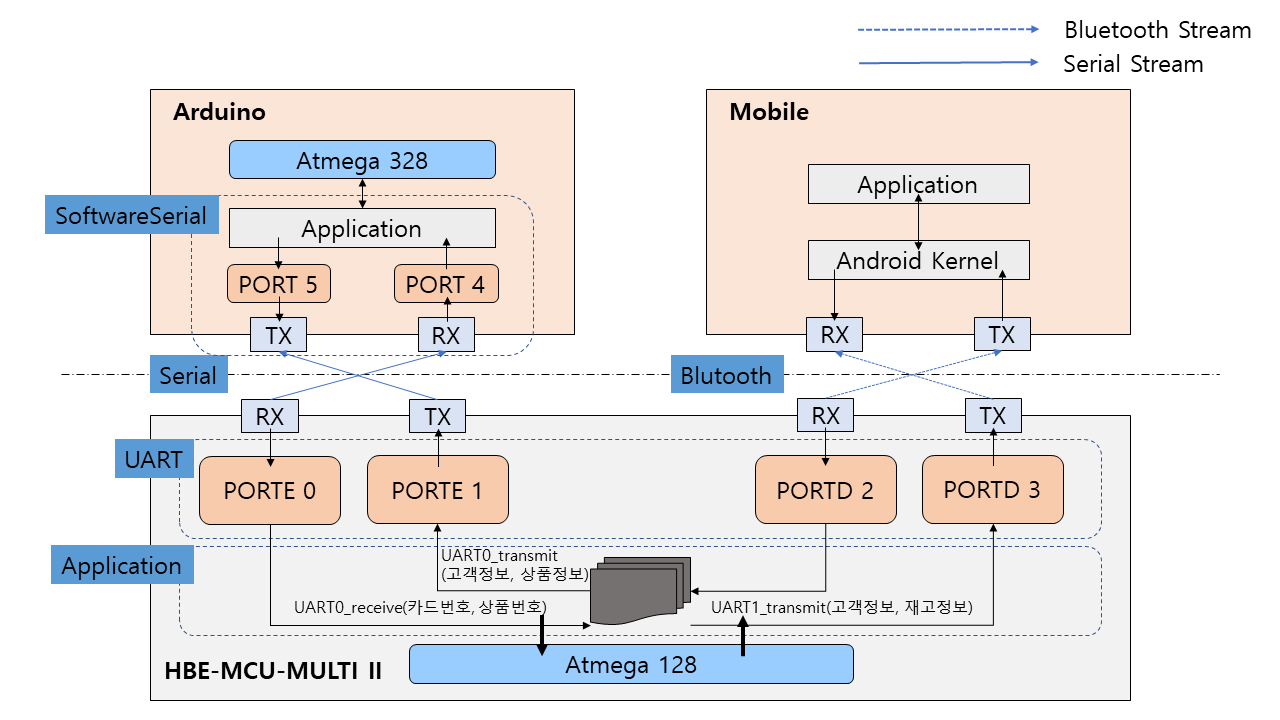 Bluetooth Stream
Serial Stream
Arduino
Mobile
Atmega 328
Application
SoftwareSerial
Application
Android Kernel
PORT 5
PORT 4
TX
RX
RX
TX
Serial
Blutooth
RX
TX
RX
TX
UART
PORTE 0
PORTE 1
PORTD 2
PORTD 3
Application
UART0_transmit
(고객정보, 상품정보)
UART0_receive(카드번호, 상품번호)
UART1_transmit(고객정보, 재고정보)
HBE-MCU-MULTI II
Atmega 128